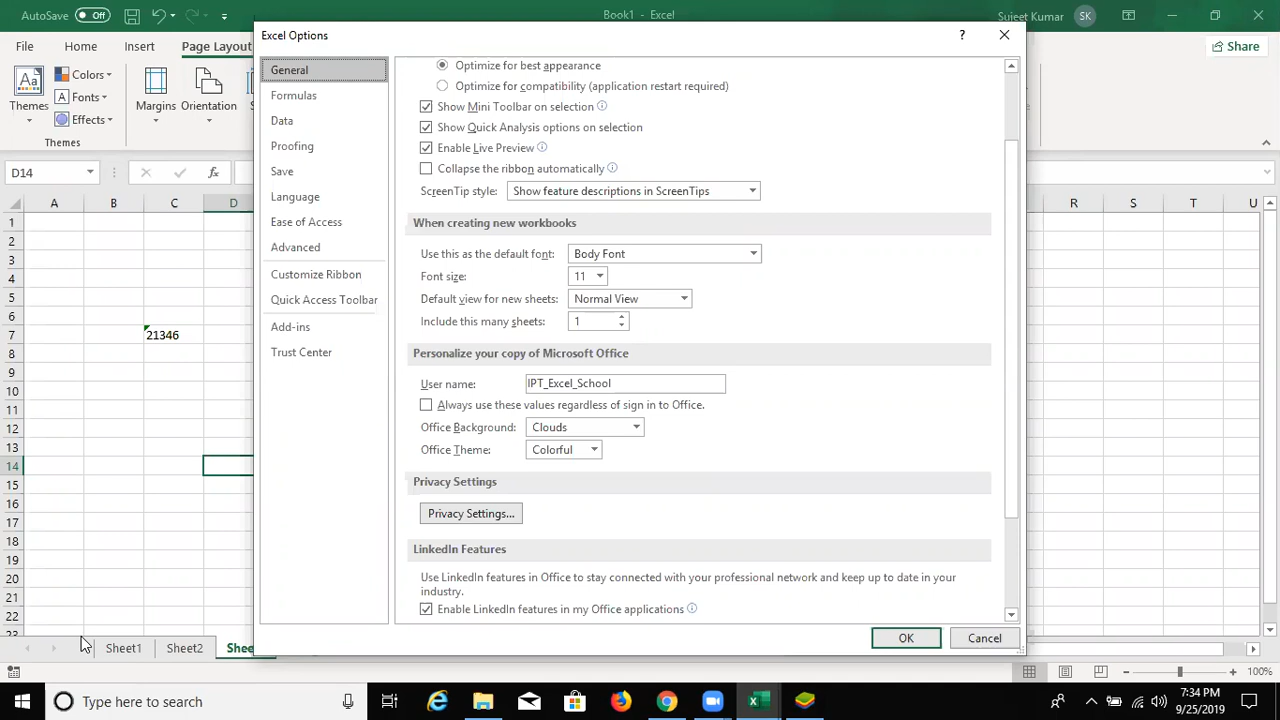 AutoSave Off Book1 - Excel Sujeet Kumar SK
Excel Options ?
File Home Insert Page Layou Share
General
Formulas
Data
Proofing
Save
Language
Ease of Access
Advanced
Customize Ribbon
Quick Access Toolbar
Add-ins
Trust Center
Themes Colors Fonts Effects Margins Orientation
Themes
D14 fx
A B C D R S T U
1
2
3
4
5
6
7 21346
8
9
10
11
12
13
14
15
16
17
18
19
20
21
22
Optimize for best appearance
Optimize for compatibility (application restart required)
Show Mini Toolbar on selection
Show Quick Analysis options on selection
Enable Live Preview
Collapse the ribbon automatically
ScreenTip style: Show feature descriptions in ScreenTips
When creating new workbooks
Use this as the default font: Body Font
Font size: 11
Default view for new sheets: Normal View
Include this many sheets: 1
Personalize your copy of Microsoft Office
User name: IPT_Excel_School
Always use these values regardless of sign in to Office.
Office Background: Clouds
Office Theme: Colorful
Privacy Settings
Privacy Settings...
LinkedIn Features
Use LinkedIn features in Office to stay connected with your professional network and keep up to date in your
industry.
Enable LinkedIn features in my Office applications
OK Cancel
Sheet1 Sheet2 Shee
100%
Type here to search
7:34 PM
9/25/2019